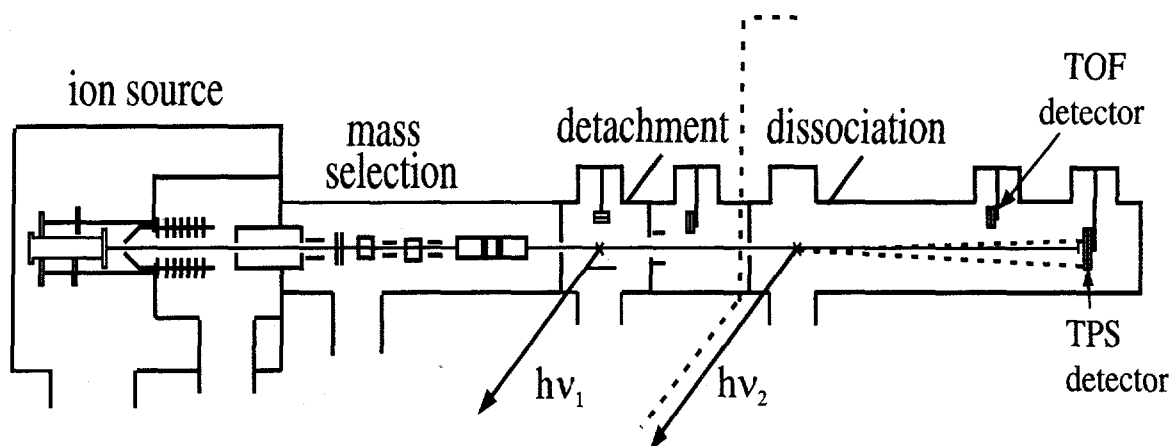 ion source
mass
selection
detachment
dissociation
TOF
detector
hν₁
hν₂
TPS
detector